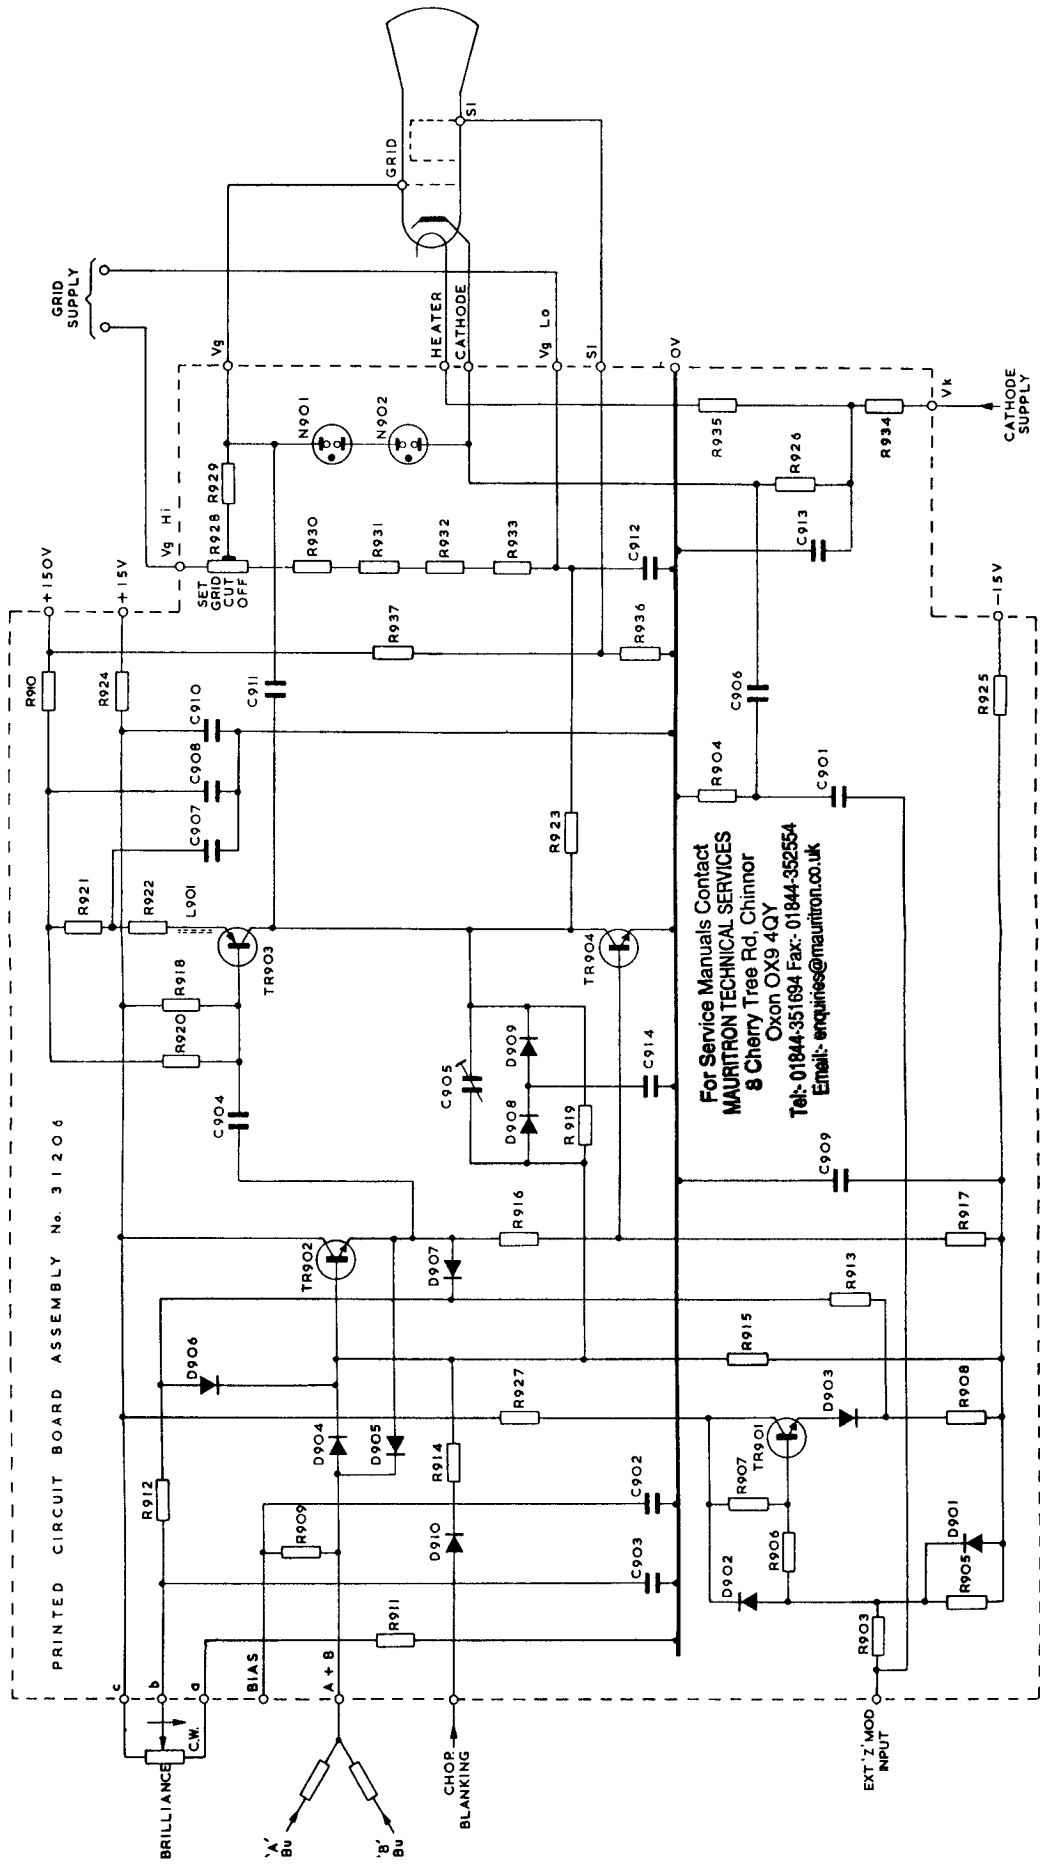 PRINTED CIRCUIT BOARD ASSEMBLY No. 31206
BRILLIANCE
C.W.
c
b
a
BIAS
A + B
'A'
Bu
'B'
Bu
CHOP
BLANKING
EXT 'Z' MOD
INPUT
R912
D906
R909
R911
D904
D905
D910
R914
C903
C902
R927
TR902
D907
R916
R915
R913
R917
D903
R908
TR901
R907
R906
D902
D901
R905
R903
C904
R920
R918
TR903
L901
R922
R921
C907
C908
C910
R910
R924
+150V
+15V
C905
D908
D909
R919
C914
TR904
R923
C911
R937
R936
C912
C909
C901
R904
C906
R925
-15V
For Service Manuals Contact
MAURITRON TECHNICAL SERVICES
8 Cherry Tree Rd, Chinnor
Oxon OX9 4QY
Tel:- 01844-351694 Fax:- 01844-352554
Email:- enquiries@mauritron.co.uk
SET
GRID
CUT
OFF
R928
R929
R930
R931
R932
R933
N901
N902
C913
R926
R935
R934
Vg Hi
Vg
HEATER
CATHODE
Vg Lo
S1
0V
Vk
CATHODE
SUPPLY
GRID
SUPPLY
GRID
S1